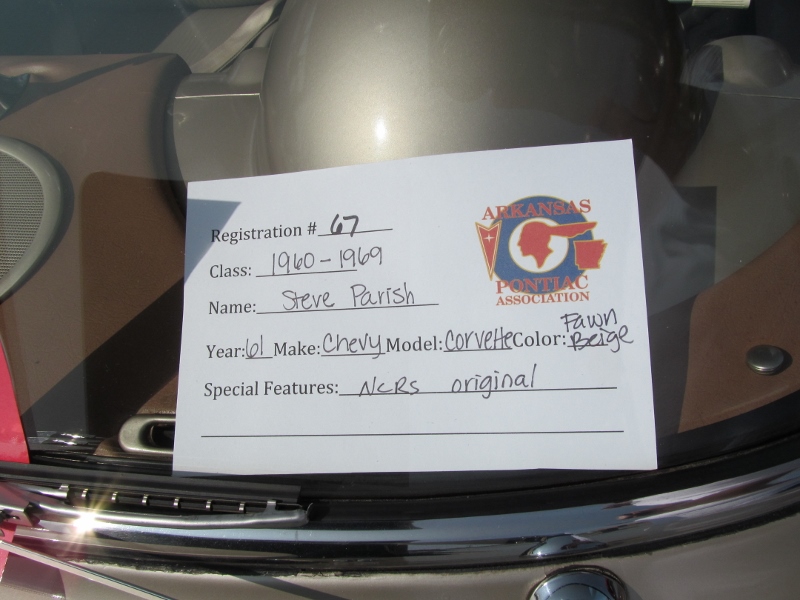 Registration # 67
ARKANSAS
PONTIAC
ASSOCIATION
Class: 1960-1969
Name: Steve Parish
Year: 61 Make: Chevy Model: Corvette Color: Fawn Beige
Special Features: NCRS original